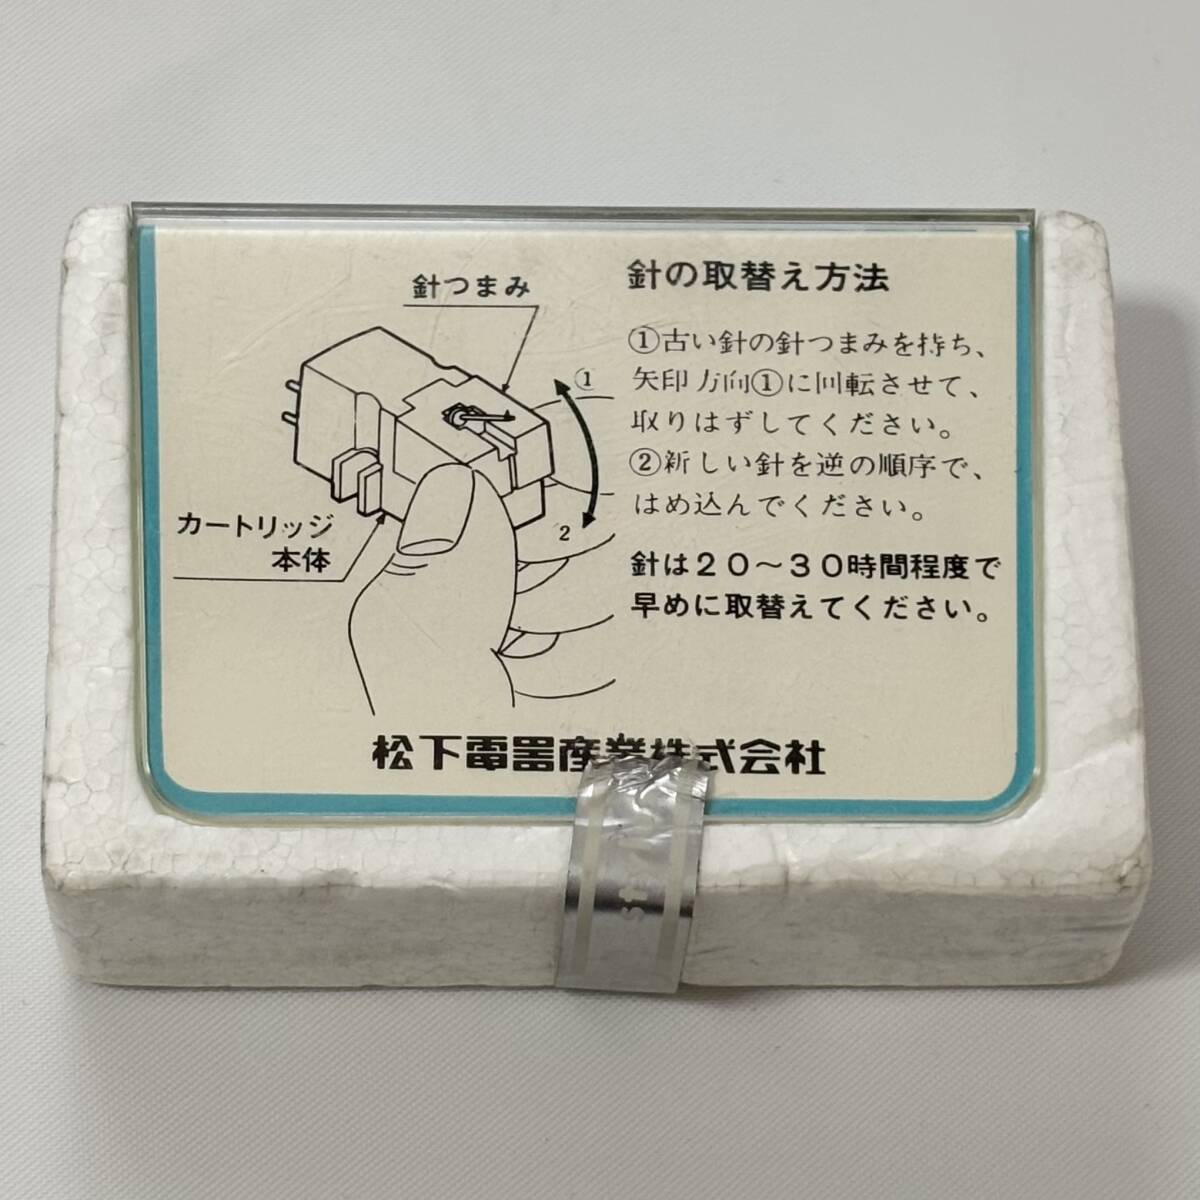 針つまみ
①
2
カートリッジ
本体
針の取替え方法
①古い針の針つまみを持ち、
矢印方向①に回転させて、
取りはずしてください。
②新しい針を逆の順序で、
はめ込んでください。
針は20～30時間程度で
早めに取替えてください。
松下電器産業株式会社